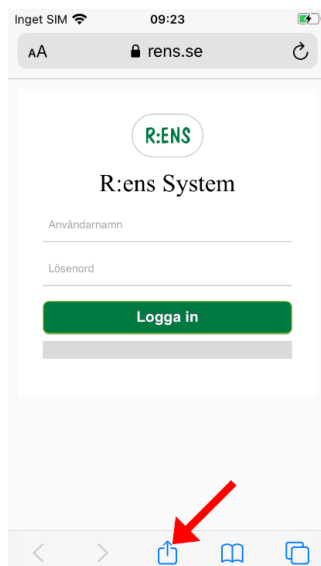 Inget SIM 09:23
AA rens.se
R:ENS
R:ens System
Användarnamn
Lösenord
Logga in